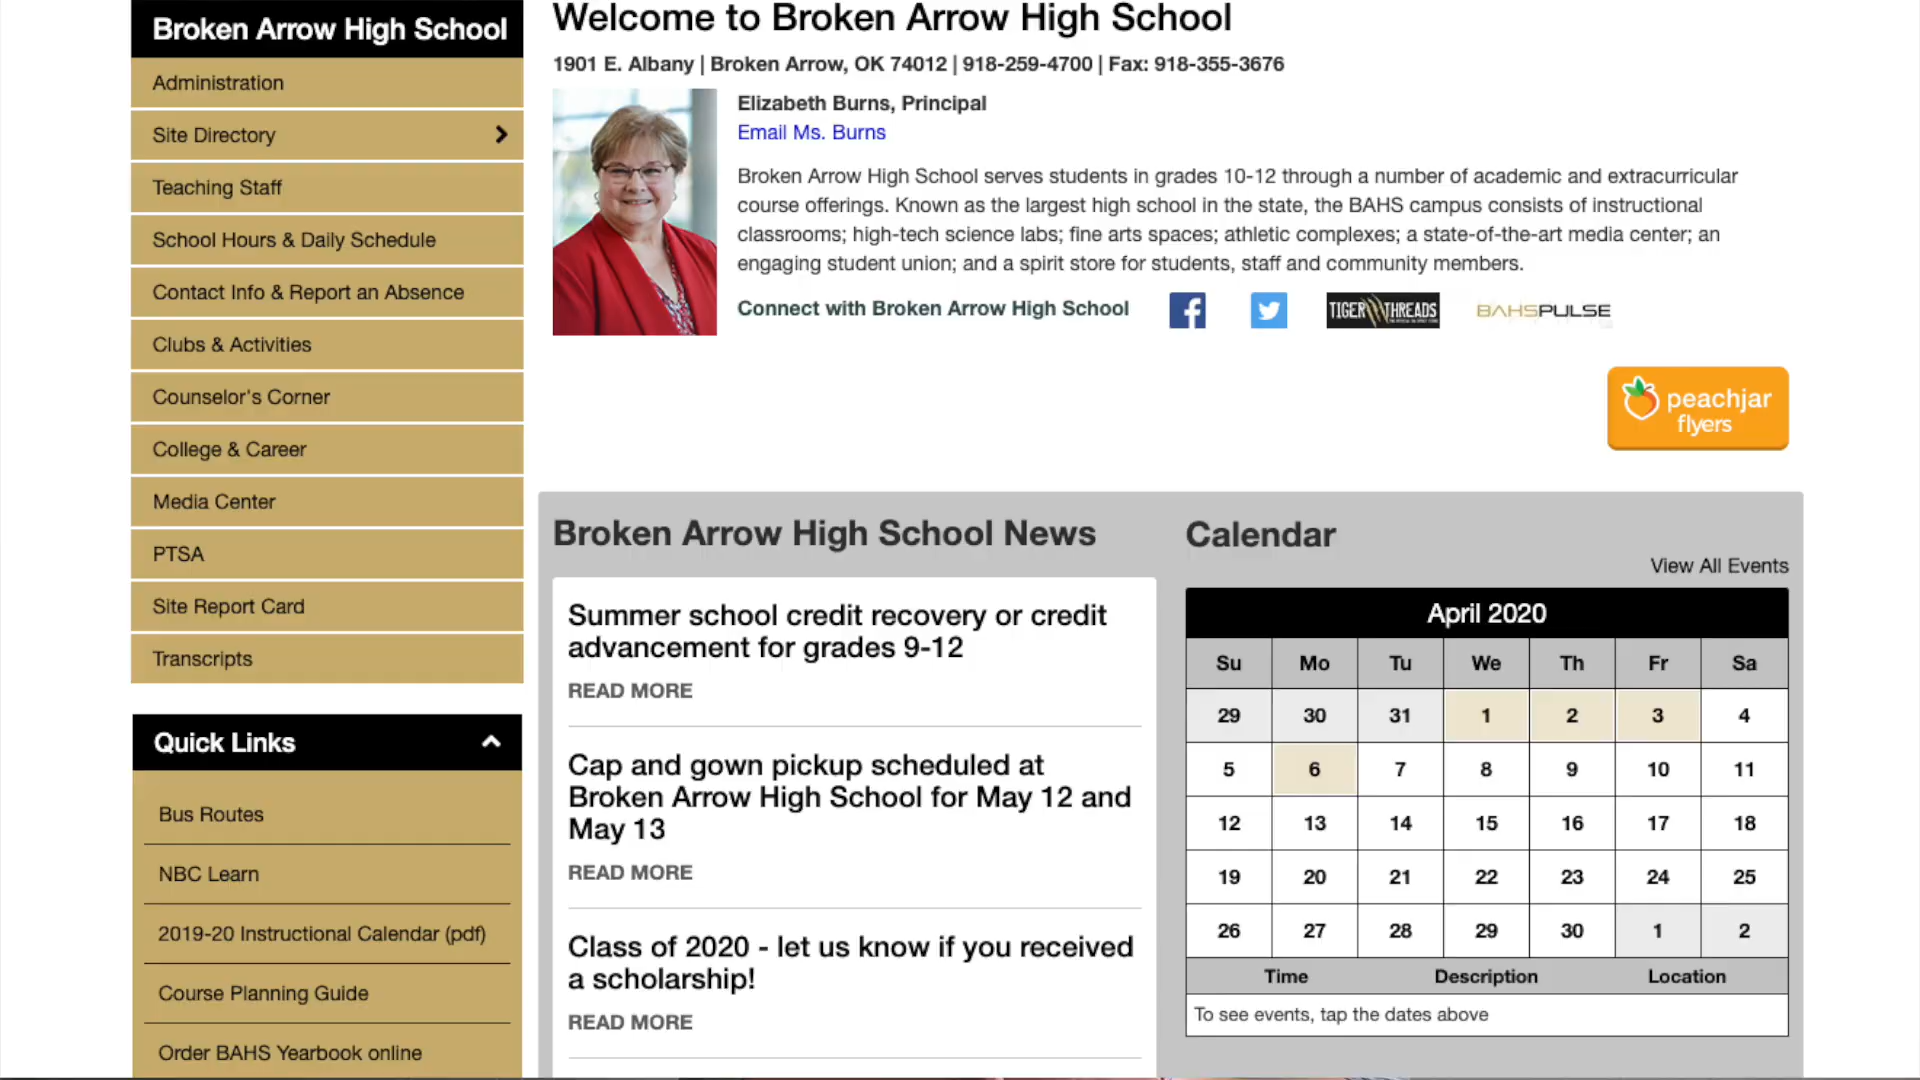 Broken Arrow High School
Administration
Site Directory
Teaching Staff
School Hours & Daily Schedule
Contact Info & Report an Absence
Clubs & Activities
Counselor's Corner
College & Career
Media Center
PTSA
Site Report Card
Transcripts
Quick Links
Bus Routes
NBC Learn
2019-20 Instructional Calendar (pdf)
Course Planning Guide
Order BAHS Yearbook online
Welcome to Broken Arrow High School
1901 E. Albany | Broken Arrow, OK 74012 | 918-259-4700 | Fax: 918-355-3676
Elizabeth Burns, Principal
Email Ms. Burns
Broken Arrow High School serves students in grades 10-12 through a number of academic and extracurricular
course offerings. Known as the largest high school in the state, the BAHS campus consists of instructional
classrooms; high-tech science labs; fine arts spaces; athletic complexes; a state-of-the-art media center; an
engaging student union; and a spirit store for students, staff and community members.
Connect with Broken Arrow High School
TIGER THREADS
BAHSPULSE
peachjar
flyers
Broken Arrow High School News
Summer school credit recovery or credit
advancement for grades 9-12
READ MORE
Cap and gown pickup scheduled at
Broken Arrow High School for May 12 and
May 13
READ MORE
Class of 2020 - let us know if you received
a scholarship!
READ MORE
Calendar
View All Events
April 2020
Su Mo Tu We Th Fr Sa
29 30 31 1 2 3 4
5 6 7 8 9 10 11
12 13 14 15 16 17 18
19 20 21 22 23 24 25
26 27 28 29 30 1 2
Time Description Location
To see events, tap the dates above